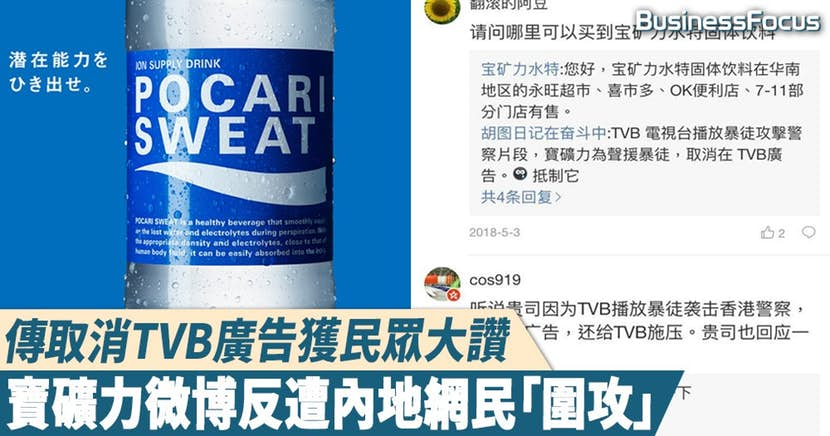 潜在能力を
ひき出せ。
ION SUPPLY DRINK
POCARI
SWEAT
POCARI SWEAT is a healthy beverage that smoothly
the lost water and electrolytes during perspiration.
the appropriate density and electrolytes, close to that of
human body fluid, it can be easily absorbed into the
BusinessFocus
翻滚的阿豆
请问哪里可以买到宝矿力水特固体饮料
宝矿力水特:您好，宝矿力水特固体饮料在华南
地区的永旺超市、喜市多、OK便利店、7-11部
分门店有售。
胡图日记在奋斗中:TVB 電視台播放暴徒攻擊警
察片段，寶礦力為聲援暴徒，取消在 TVB廣
告。 抵制它
共4条回复>
2018-5-3
2
cos919
听说贵司因为TVB播放暴徒袭击香港警察，
广告，还给TVB施压。贵司也回应一
下
傳取消TVB廣告獲民眾大讚
寶礦力微博反遭內地網民「圍攻」